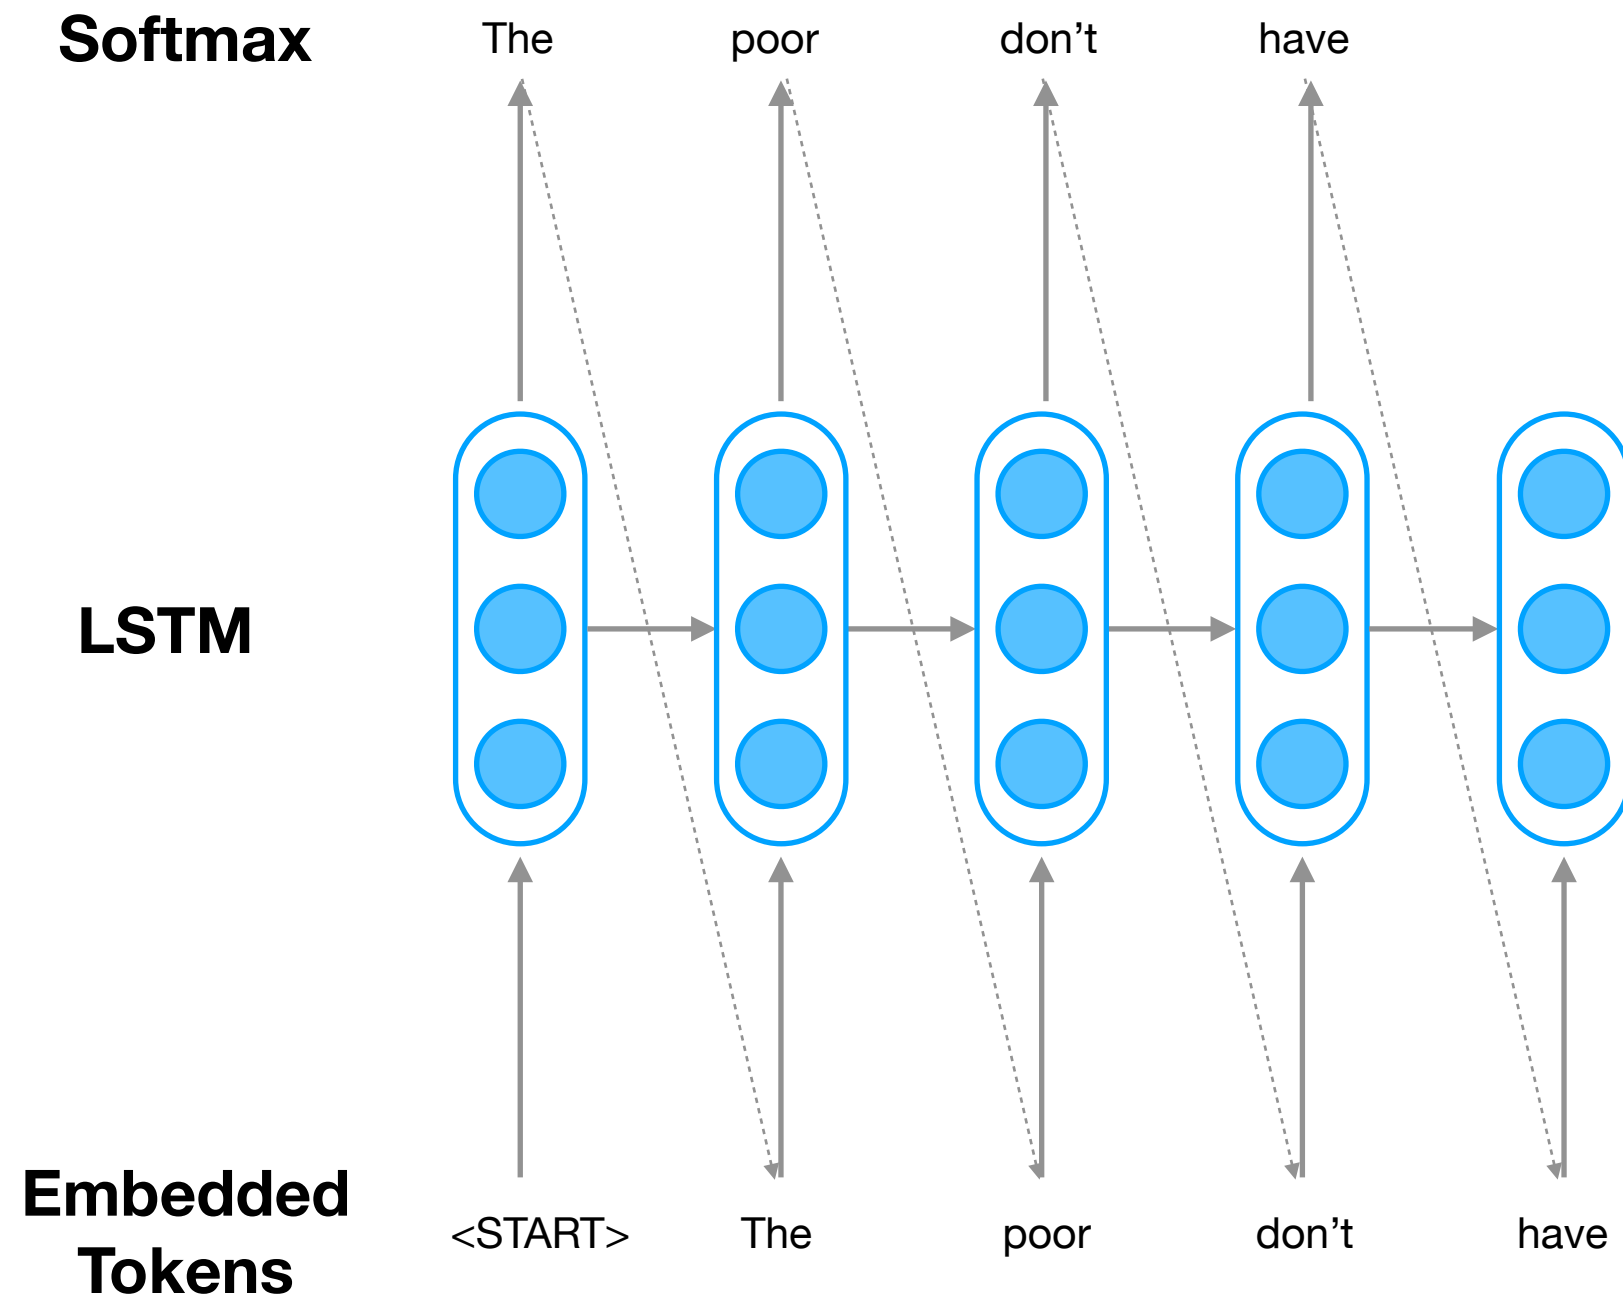 Softmax
The poor don’t have
LSTM
Embedded
Tokens
<START> The poor don’t have